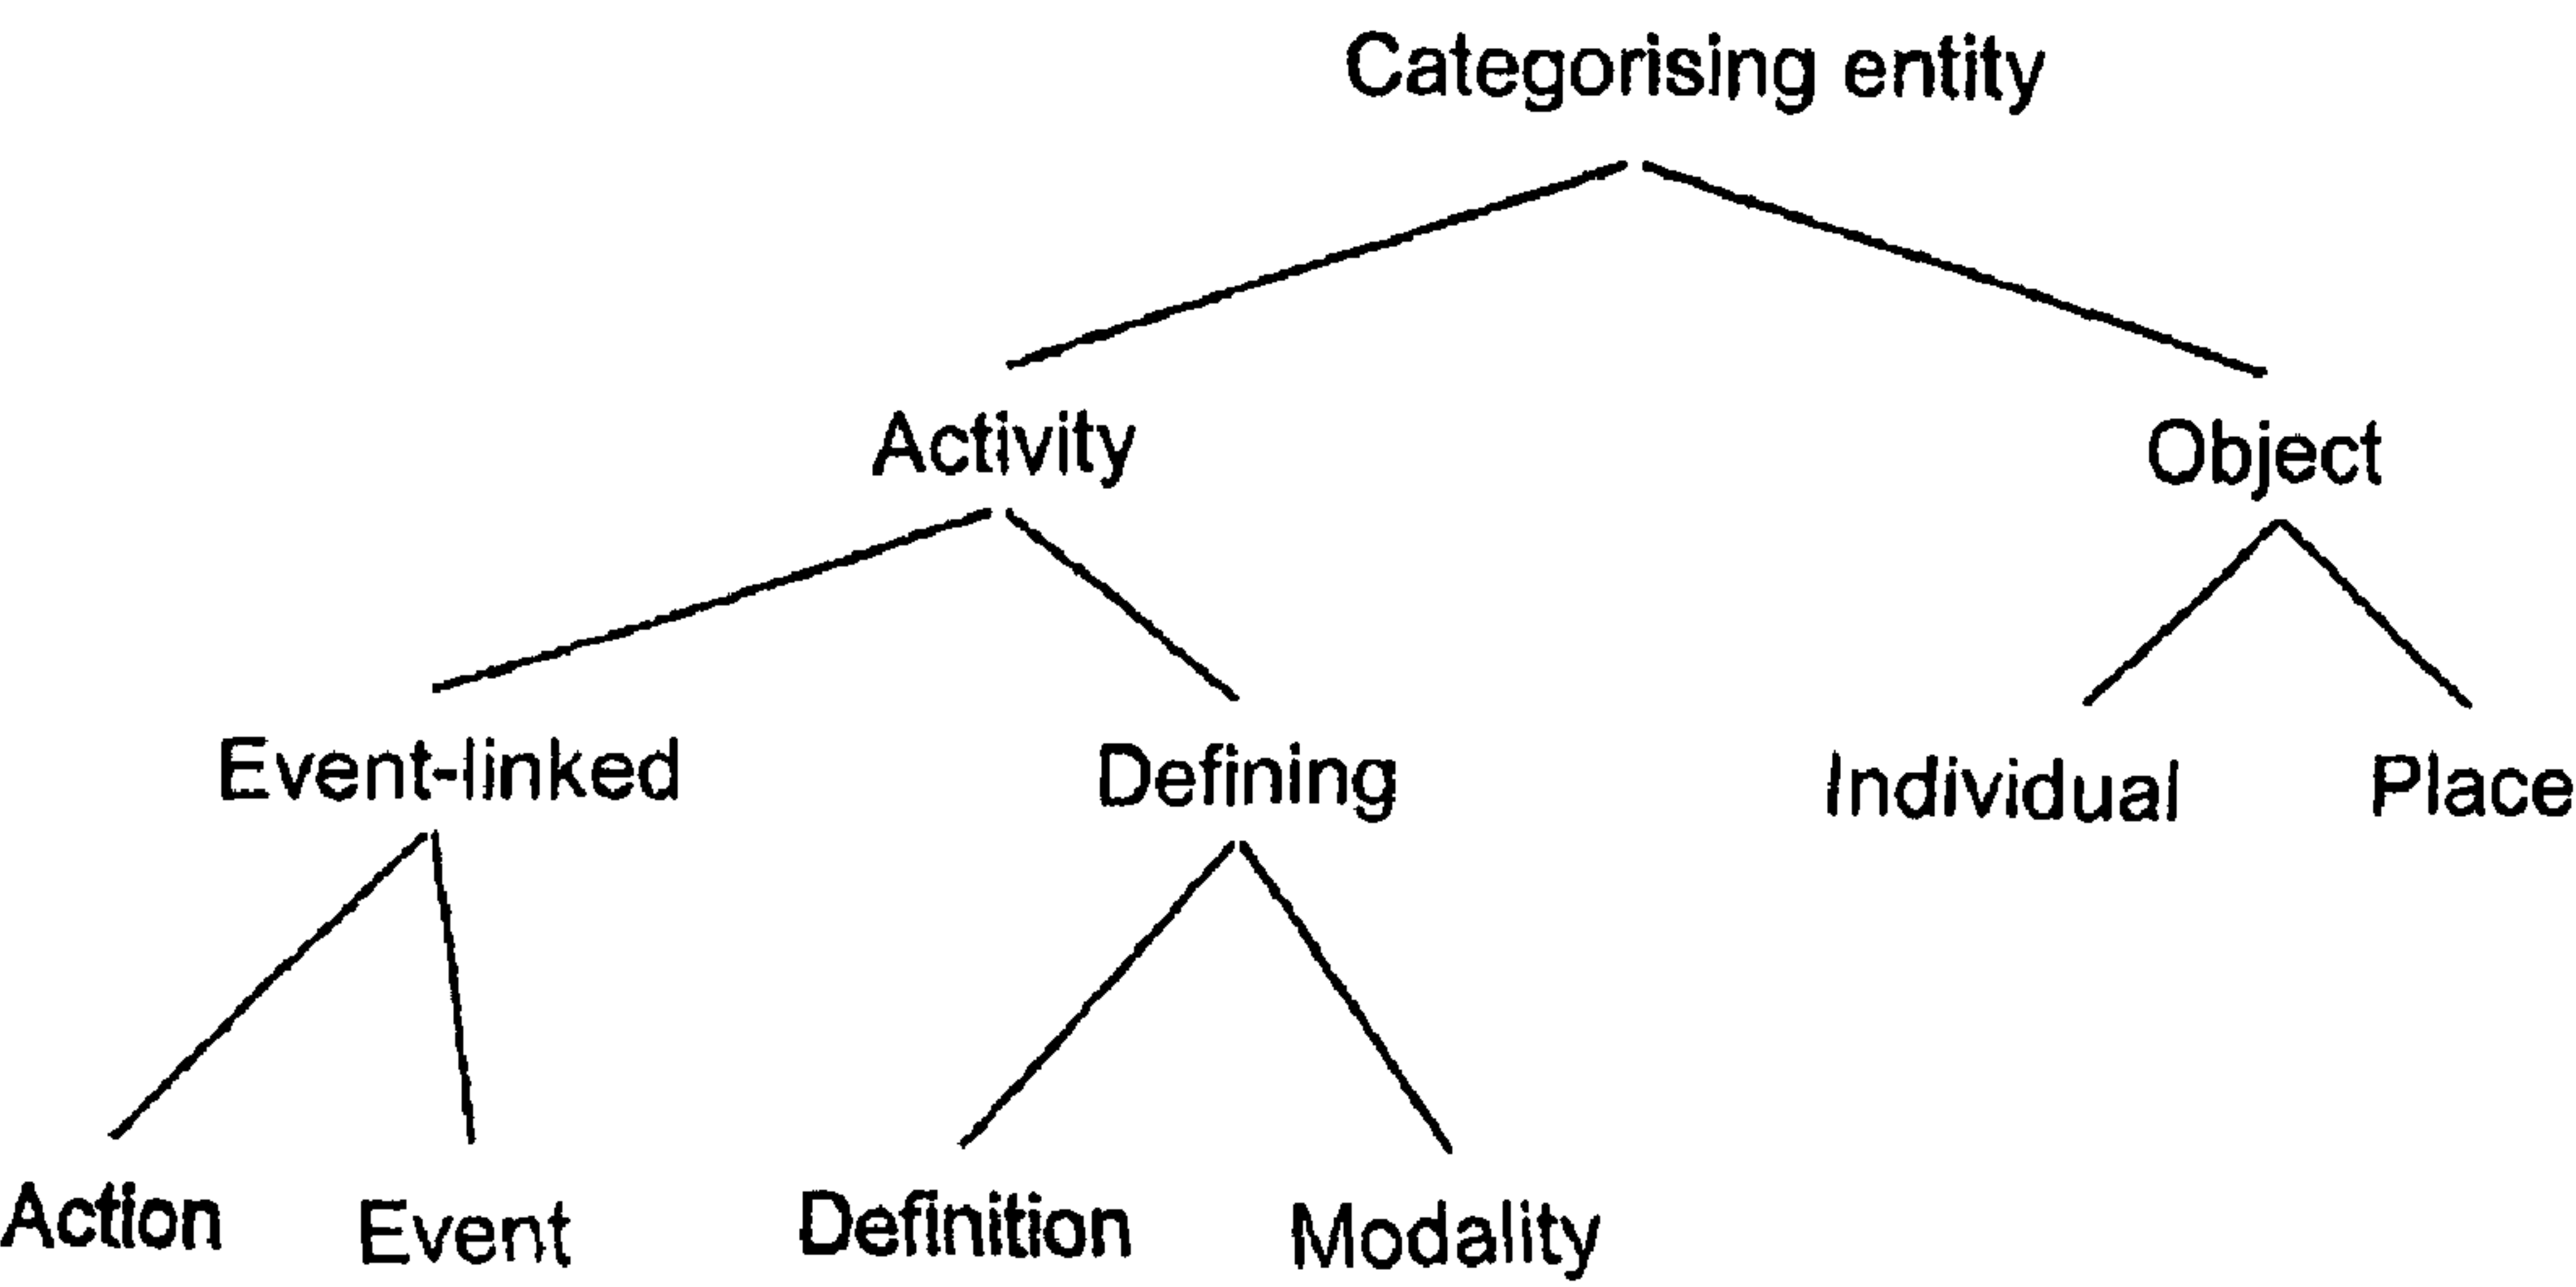 Categorising entity
Activity
Object
Event-linked
Defining
Individual
Place
Action
Event
Definition
Modality